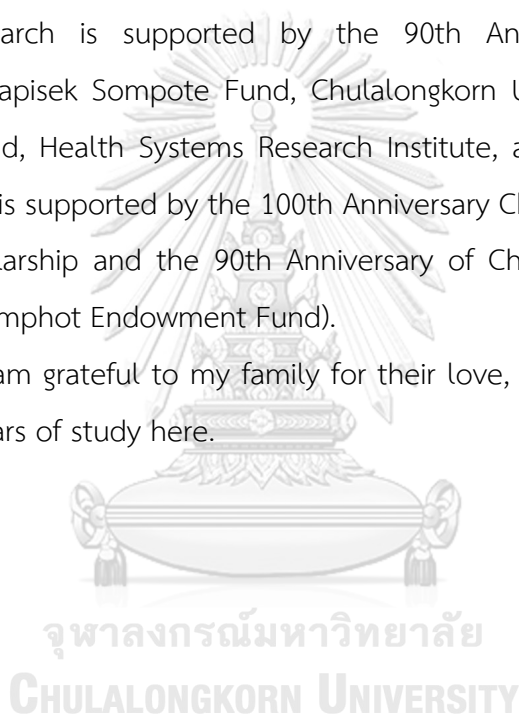 arch is supported by the 90th An
apisek Sompote Fund, Chulalongkorn U
d, Health Systems Research Institute, a
is supported by the 100th Anniversary C
larship and the 90th Anniversary of Ch
mphot Endowment Fund).
am grateful to my family for their love,
ars of study here.
จุฬาลงกรณ์มหาวิทยาลัย
CHULALONGKORN UNIVERSITY